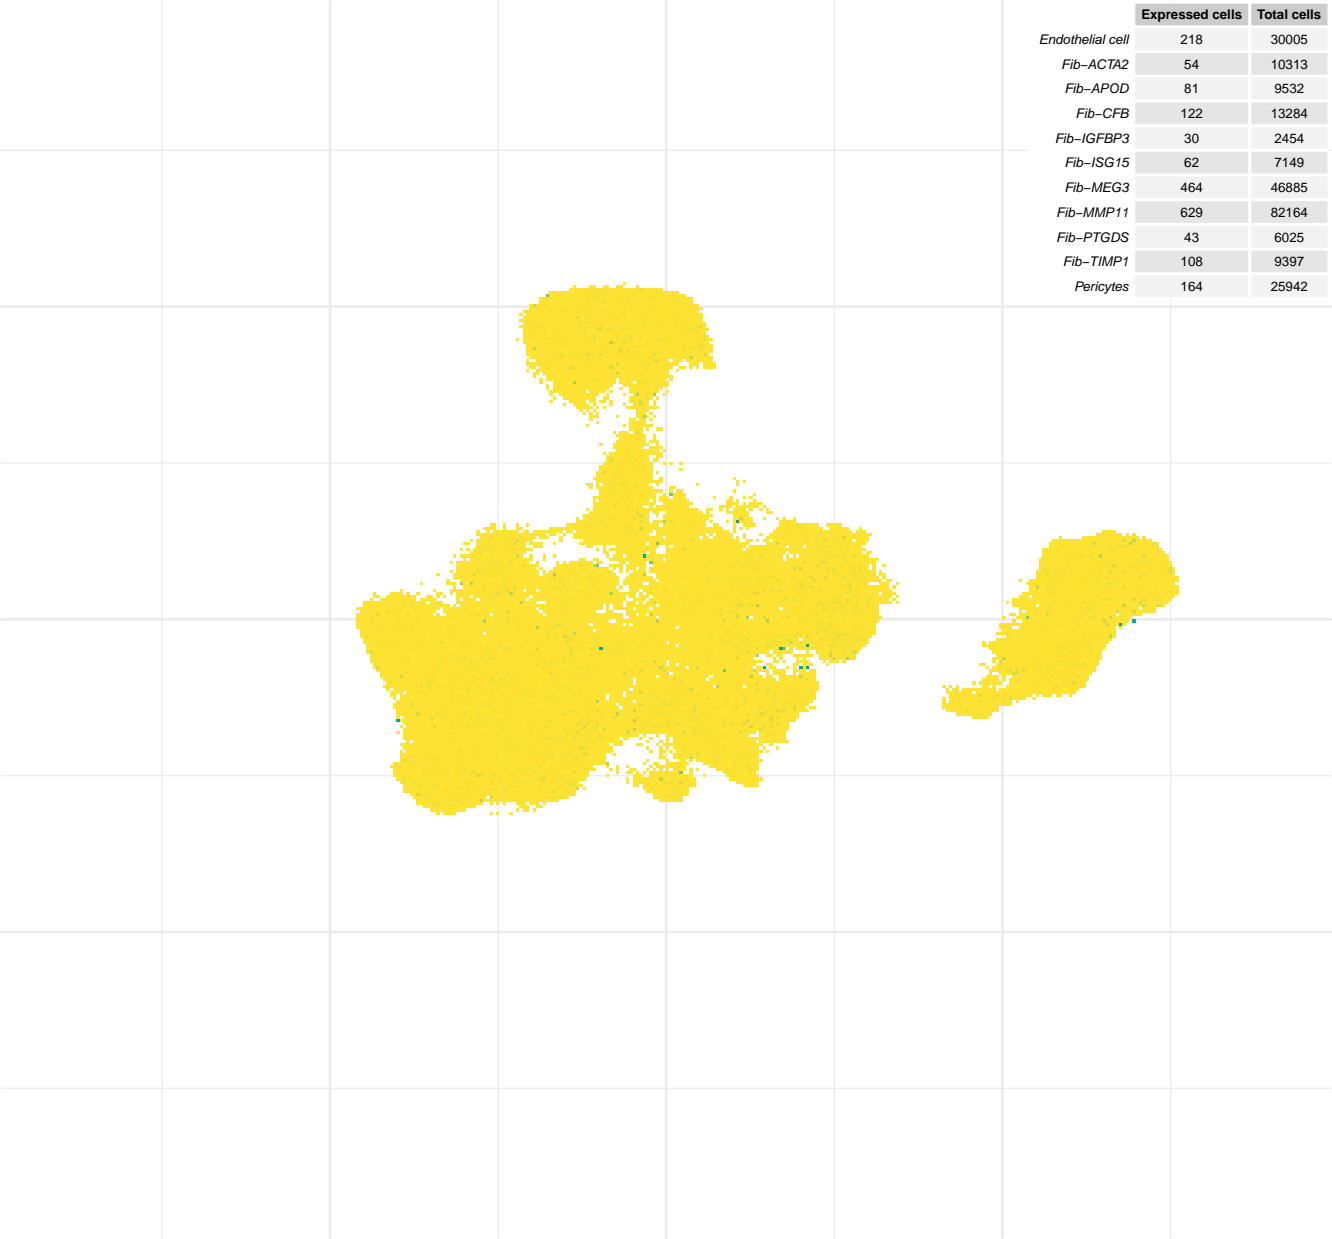 Expressed cells Total cells
Endothelial cell 218 30005
Fib−ACTA2 54 10313
Fib−APOD 81 9532
Fib−CFB 122 13284
Fib−IGFBP3 30 2454
Fib−ISG15 62 7149
Fib−MEG3 464 46885
Fib−MMP11 629 82164
Fib−PTGDS 43 6025
Fib−TIMP1 108 9397
Pericytes 164 25942